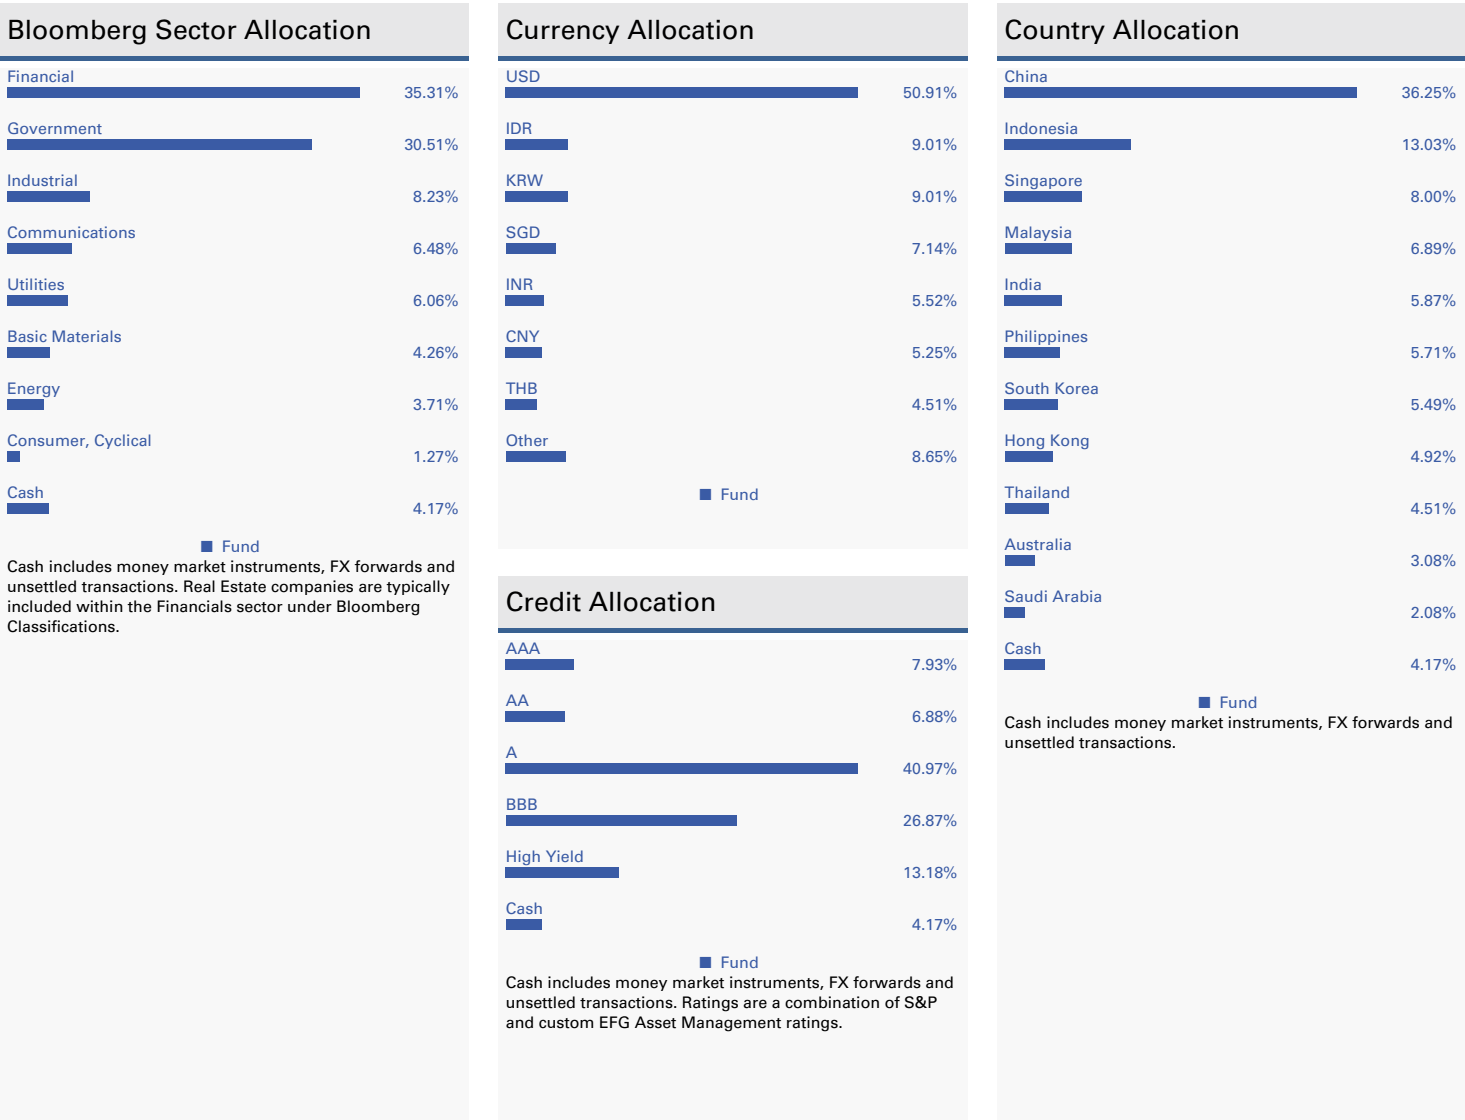 Bloomberg Sector Allocation
Financial
35.31%
Government
30.51%
Industrial
8.23%
Communications
6.48%
Utilities
6.06%
Basic Materials
4.26%
Energy
3.71%
Consumer, Cyclical
1.27%
Cash
4.17%
Fund
Cash includes money market instruments, FX forwards and
unsettled transactions. Real Estate companies are typically
included within the Financials sector under Bloomberg
Classifications.
Currency Allocation
USD
50.91%
IDR
9.01%
KRW
9.01%
SGD
7.14%
INR
5.52%
CNY
5.25%
THB
4.51%
Other
8.65%
Fund
Credit Allocation
AAA
7.93%
AA
6.88%
A
40.97%
BBB
26.87%
High Yield
13.18%
Cash
4.17%
Fund
Cash includes money market instruments, FX forwards and
unsettled transactions. Ratings are a combination of S&P
and custom EFG Asset Management ratings.
Country Allocation
China
36.25%
Indonesia
13.03%
Singapore
8.00%
Malaysia
6.89%
India
5.87%
Philippines
5.71%
South Korea
5.49%
Hong Kong
4.92%
Thailand
4.51%
Australia
3.08%
Saudi Arabia
2.08%
Cash
4.17%
Fund
Cash includes money market instruments, FX forwards and
unsettled transactions.